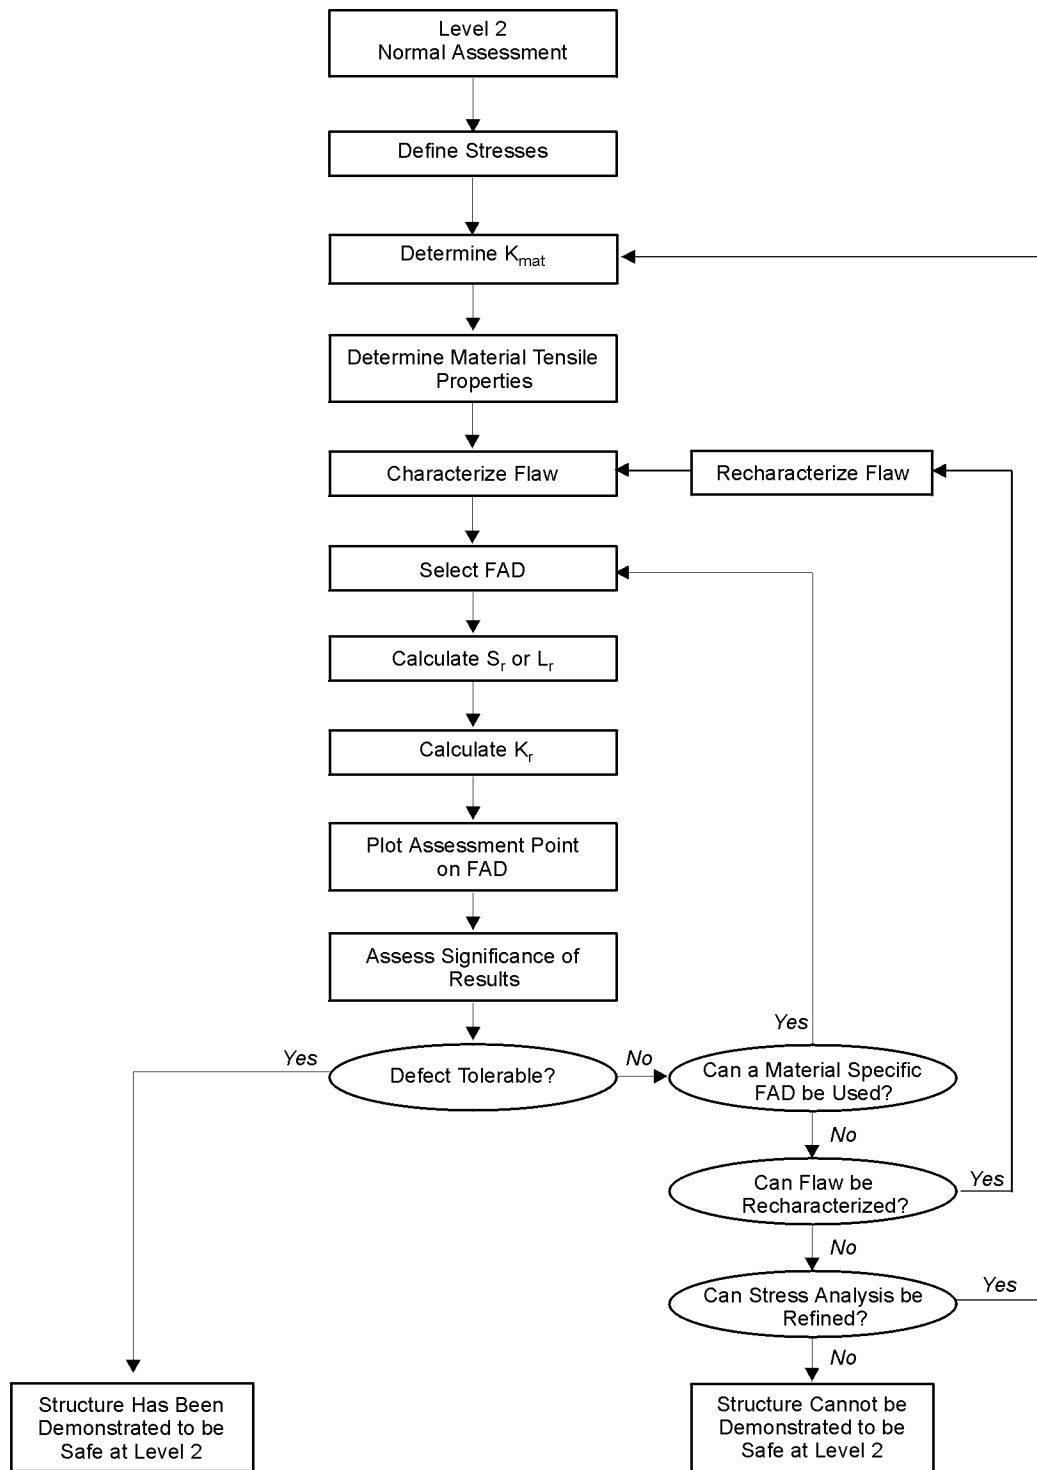 Level 2
Normal Assessment
Define Stresses
Determine Kmat
Determine Material Tensile
Properties
Characterize Flaw
Recharacterize Flaw
Select FAD
Calculate Sr or Lr
Calculate Kr
Plot Assessment Point
on FAD
Assess Significance of
Results
Yes
Defect Tolerable?
No
Yes
Can a Material Specific
FAD be Used?
No
Can Flaw be
Recharacterized?
Yes
No
Can Stress Analysis be
Refined?
Yes
No
Structure Has Been
Demonstrated to be
Safe at Level 2
Structure Cannot be
Demonstrated to be
Safe at Level 2